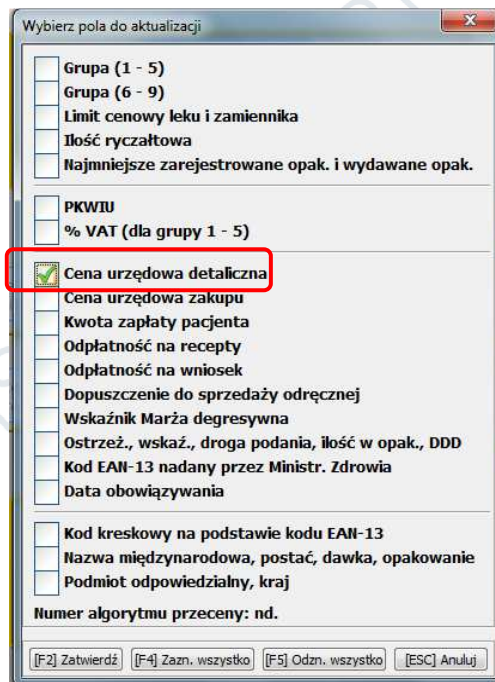 Wybierz pola do aktualizacji
Grupa (1 - 5)
Grupa (6 - 9)
Limit cenowy leku i zamiennika
Ilość ryczałtowa
Najmniejsze zarejestrowane opak. i wydawane opak.
PKWIU
% VAT (dla grupy 1 - 5)
Cena urzędowa detaliczna
Cena urzędowa zakupu
Kwota zapłaty pacjenta
Odpłatność na recepty
Odpłatność na wniosek
Dopuszczenie do sprzedaży odręcznej
Wskaźnik Marża degresywna
Ostrzeż., wskaź., droga podania, ilość w opak., DDD
Kod EAN-13 nadany przez Ministr. Zdrowia
Data obowiązywania
Kod kreskowy na podstawie kodu EAN-13
Nazwa międzynarodowa, postać, dawka, opakowanie
Podmiot odpowiedzialny, kraj
Numer algorytmu przeceny: nd.
[F2] Zatwierdź [F4] Zazn. wszystko [F5] Odzn. wszystko [ESC] Anuluj